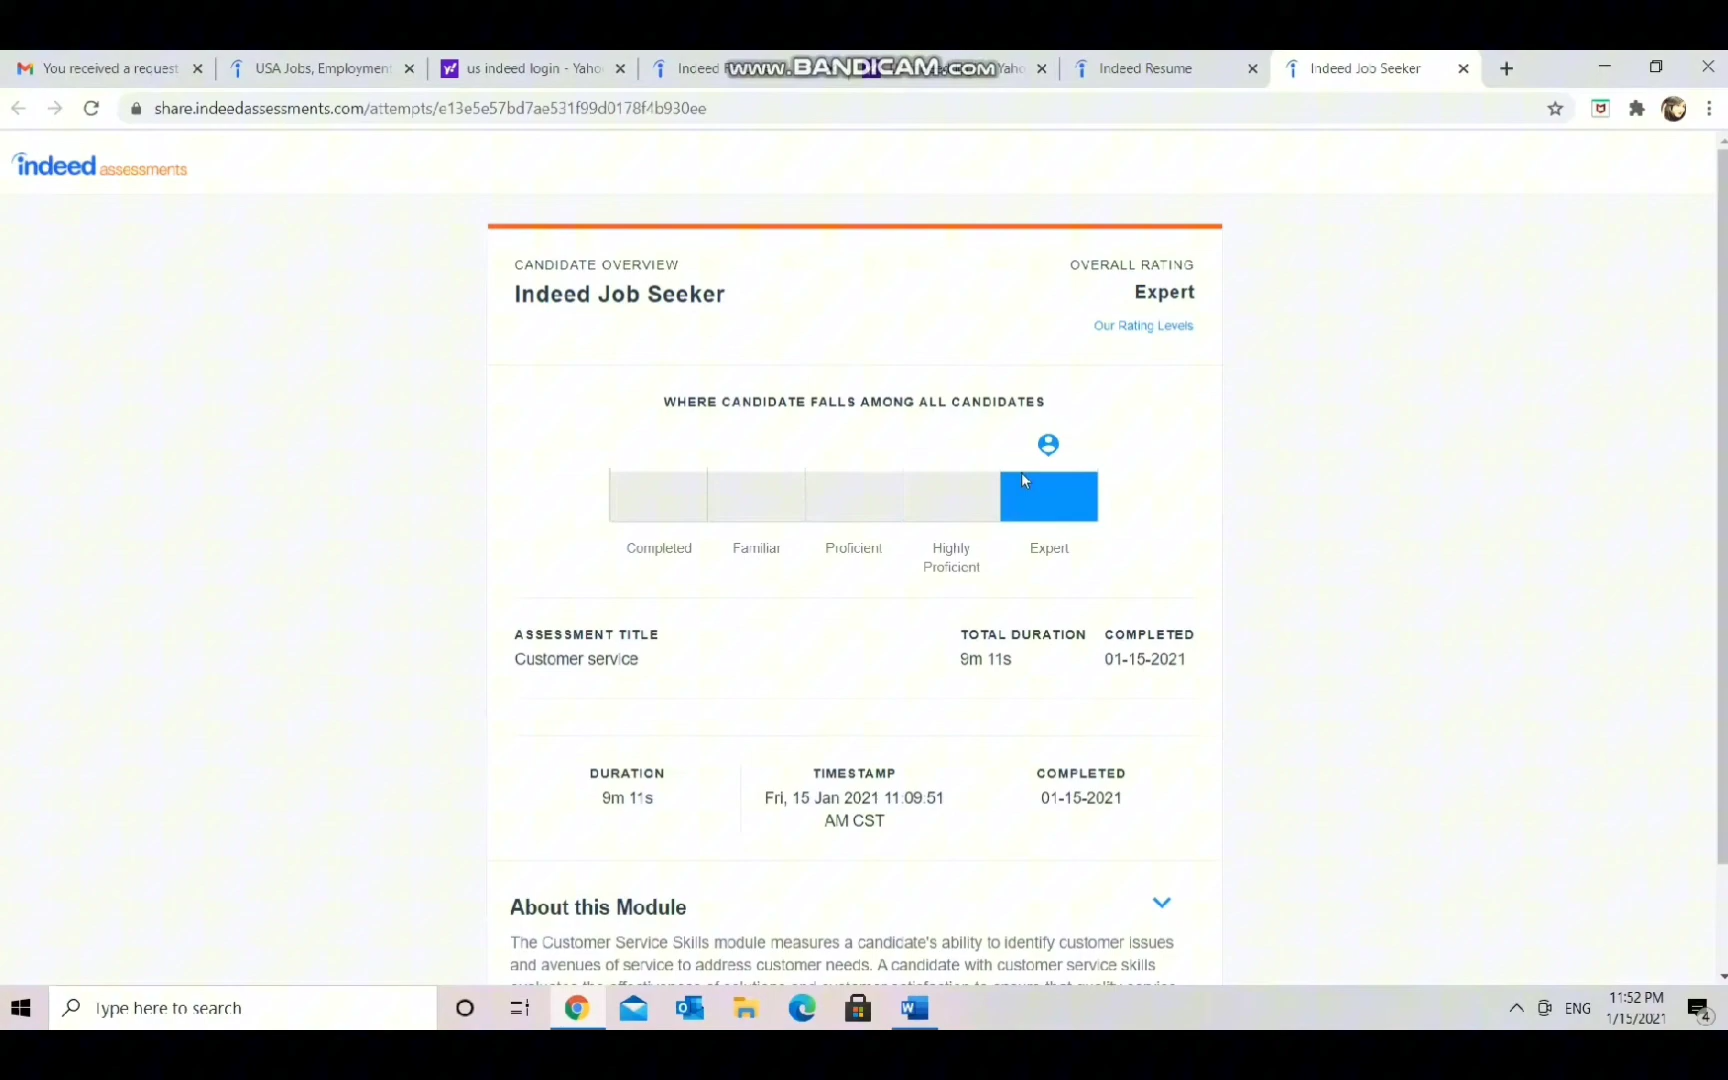 www.BANDICAM.com
You received a request
USA Jobs, Employment
us indeed login - Yaho
Indeed
Yaho
Indeed Resume
Indeed Job Seeker
share.indeedassessments.com/attempts/e13e5e57bd7ae531f99d0178f4b930ee
indeed assessments
CANDIDATE OVERVIEW
OVERALL RATING
Indeed Job Seeker
Expert
Our Rating Levels
WHERE CANDIDATE FALLS AMONG ALL CANDIDATES
Completed
Familiar
Proficient
Highly
Proficient
Expert
ASSESSMENT TITLE
Customer service
TOTAL DURATION
9m 11s
COMPLETED
01-15-2021
DURATION
9m 11s
TIMESTAMP
Fri, 15 Jan 2021 11:09:51
AM CST
COMPLETED
01-15-2021
About this Module
The Customer Service Skills module measures a candidate's ability to identify customer issues
and avenues of service to address customer needs. A candidate with customer service skills
Type here to search
ENG
11:52 PM
1/15/2021
4